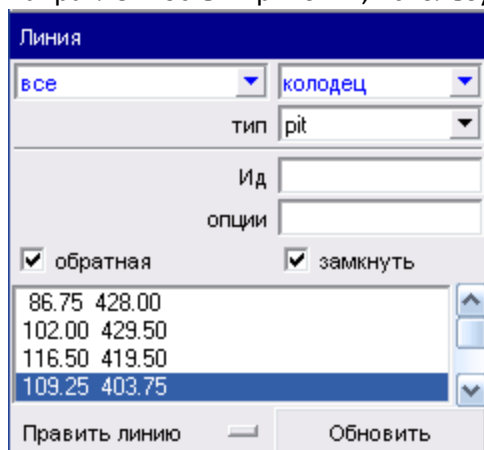 Линия
все колодец
тип pit
Ид
опции
обратная замкнуть
86.75 428.00
102.00 429.50
116.50 419.50
109.25 403.75
Править линию Обновить